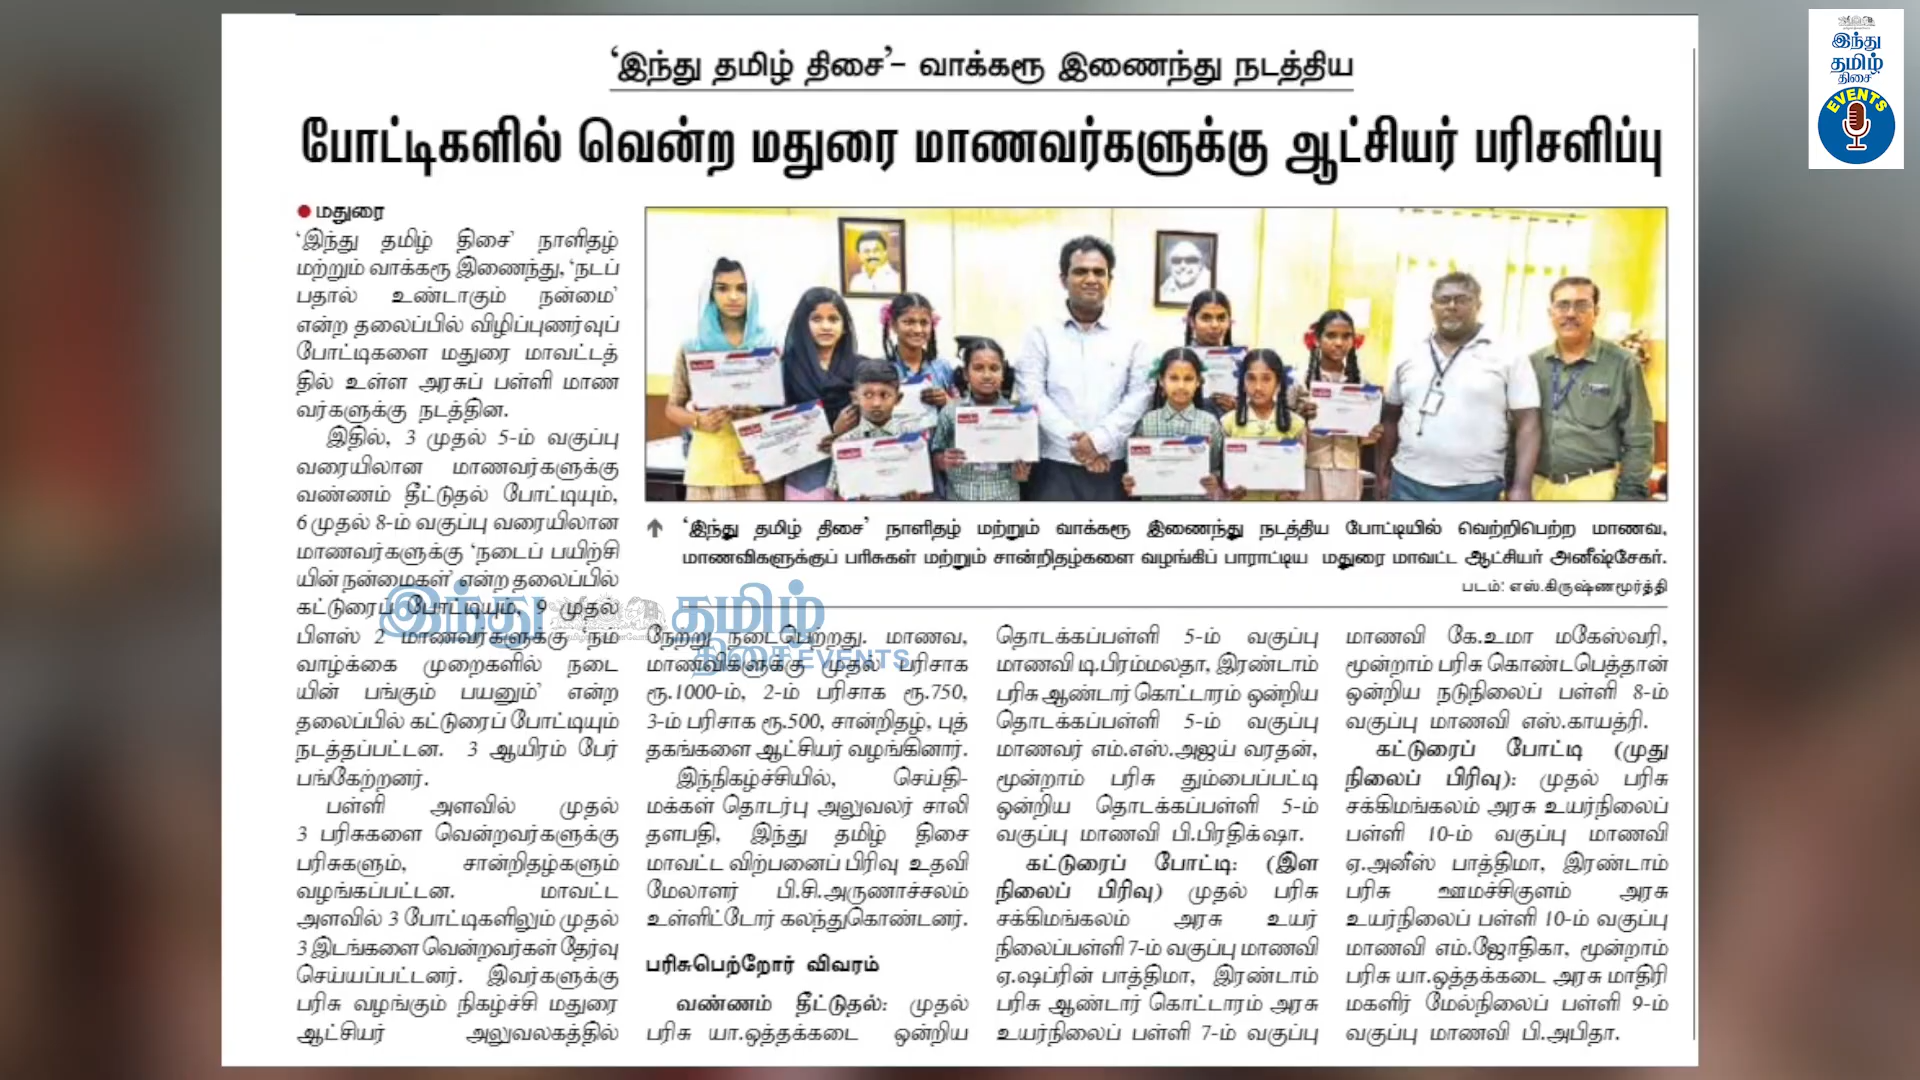 ‘இந்து தமிழ் திசை’- வாக்கரூ இணைந்து நடத்திய
போட்டிகளில் வென்ற மதுரை மாணவர்களுக்கு ஆட்சியர் பரிசளிப்பு
இந்து
தமிழ்
திசை
EVENTS
● மதுரை
‘இந்து தமிழ் திசை’ நாளிதழ்
மற்றும் வாக்கரூ இணைந்து, ‘நடப்
பதால் உண்டாகும் நன்மை’
என்ற தலைப்பில் விழிப்புணர்வுப்
போட்டிகளை மதுரை மாவட்டத்
தில் உள்ள அரசுப் பள்ளி மாண
வர்களுக்கு நடத்தின.
இதில், 3 முதல் 5-ம் வகுப்பு
வரையிலான மாணவர்களுக்கு
வண்ணம் தீட்டுதல் போட்டியும்,
6 முதல் 8-ம் வகுப்பு வரையிலான
மாணவர்களுக்கு ‘நடைப் பயிற்சி
யின் நன்மைகள்’ என்ற தலைப்பில்
கட்டுரைப் போட்டியும், 9 முதல்
பிளஸ் 2 மாணவர்களுக்கு ‘நம்
வாழ்க்கை முறைகளில் நடை
யின் பங்கும் பயனும்’ என்ற
தலைப்பில் கட்டுரைப் போட்டியும்
நடத்தப்பட்டன. 3 ஆயிரம் பேர்
பங்கேற்றனர்.
பள்ளி அளவில் முதல்
3 பரிசுகளை வென்றவர்களுக்கு
பரிசுகளும், சான்றிதழ்களும்
வழங்கப்பட்டன. மாவட்ட
அளவில் 3 போட்டிகளிலும் முதல்
3 இடங்களை வென்றவர்கள் தேர்வு
செய்யப்பட்டனர். இவர்களுக்கு
பரிசு வழங்கும் நிகழ்ச்சி மதுரை
ஆட்சியர் அலுவலகத்தில்
‘இந்து தமிழ் திசை’ நாளிதழ் மற்றும் வாக்கரூ இணைந்து நடத்திய போட்டியில் வெற்றிபெற்ற மாணவ,
மாணவிகளுக்குப் பரிசுகள் மற்றும் சான்றிதழ்களை வழங்கிப் பாராட்டிய மதுரை மாவட்ட ஆட்சியர் அனீஷ்சேகர்.
படம்: எஸ்.கிருஷ்ணமூர்த்தி
இந்து தமிழ்
திசை EVENTS
நேற்று நடைபெற்றது. மாணவ,
மாணவிகளுக்கு முதல் பரிசாக
ரூ.1000-ம், 2-ம் பரிசாக ரூ.750,
3-ம் பரிசாக ரூ.500, சான்றிதழ், புத்
தகங்களை ஆட்சியர் வழங்கினார்.
இந்நிகழ்ச்சியில், செய்தி-
மக்கள் தொடர்பு அலுவலர் சாலி
தளபதி, இந்து தமிழ் திசை
மாவட்ட விற்பனைப் பிரிவு உதவி
மேலாளர் பி.சி.அருணாச்சலம்
உள்ளிட்டோர் கலந்துகொண்டனர்.
பரிசுபெற்றோர் விவரம்
வண்ணம் தீட்டுதல்: முதல்
பரிசு யா.ஒத்தக்கடை ஒன்றிய
தொடக்கப்பள்ளி 5-ம் வகுப்பு
மாணவி டி.பிரம்மலதா, இரண்டாம்
பரிசு ஆண்டார் கொட்டாரம் ஒன்றிய
தொடக்கப்பள்ளி 5-ம் வகுப்பு
மாணவர் எம்.எஸ்.அஜய் வரதன்,
மூன்றாம் பரிசு தும்பைப்பட்டி
ஒன்றிய தொடக்கப்பள்ளி 5-ம்
வகுப்பு மாணவி பி.பிரதிக்ஷா.
கட்டுரைப் போட்டி: (இள
நிலைப் பிரிவு) முதல் பரிசு
சக்கிமங்கலம் அரசு உயர்
நிலைப்பள்ளி 7-ம் வகுப்பு மாணவி
ஏ.ஷப்ரின் பாத்திமா, இரண்டாம்
பரிசு ஆண்டார் கொட்டாரம் அரசு
உயர்நிலைப் பள்ளி 7-ம் வகுப்பு
மாணவி கே.உமா மகேஸ்வரி,
மூன்றாம் பரிசு கொண்டபெத்தான்
ஒன்றிய நடுநிலைப் பள்ளி 8-ம்
வகுப்பு மாணவி எஸ்.காயத்ரி.
கட்டுரைப் போட்டி (முது
நிலைப் பிரிவு): முதல் பரிசு
சக்கிமங்கலம் அரசு உயர்நிலைப்
பள்ளி 10-ம் வகுப்பு மாணவி
ஏ.அனீஸ் பாத்திமா, இரண்டாம்
பரிசு ஊமச்சிகுளம் அரசு
உயர்நிலைப் பள்ளி 10-ம் வகுப்பு
மாணவி எம்.ஜோதிகா, மூன்றாம்
பரிசு யா.ஒத்தக்கடை அரசு மாதிரி
மகளிர் மேல்நிலைப் பள்ளி 9-ம்
வகுப்பு மாணவி பி.அபிதா.